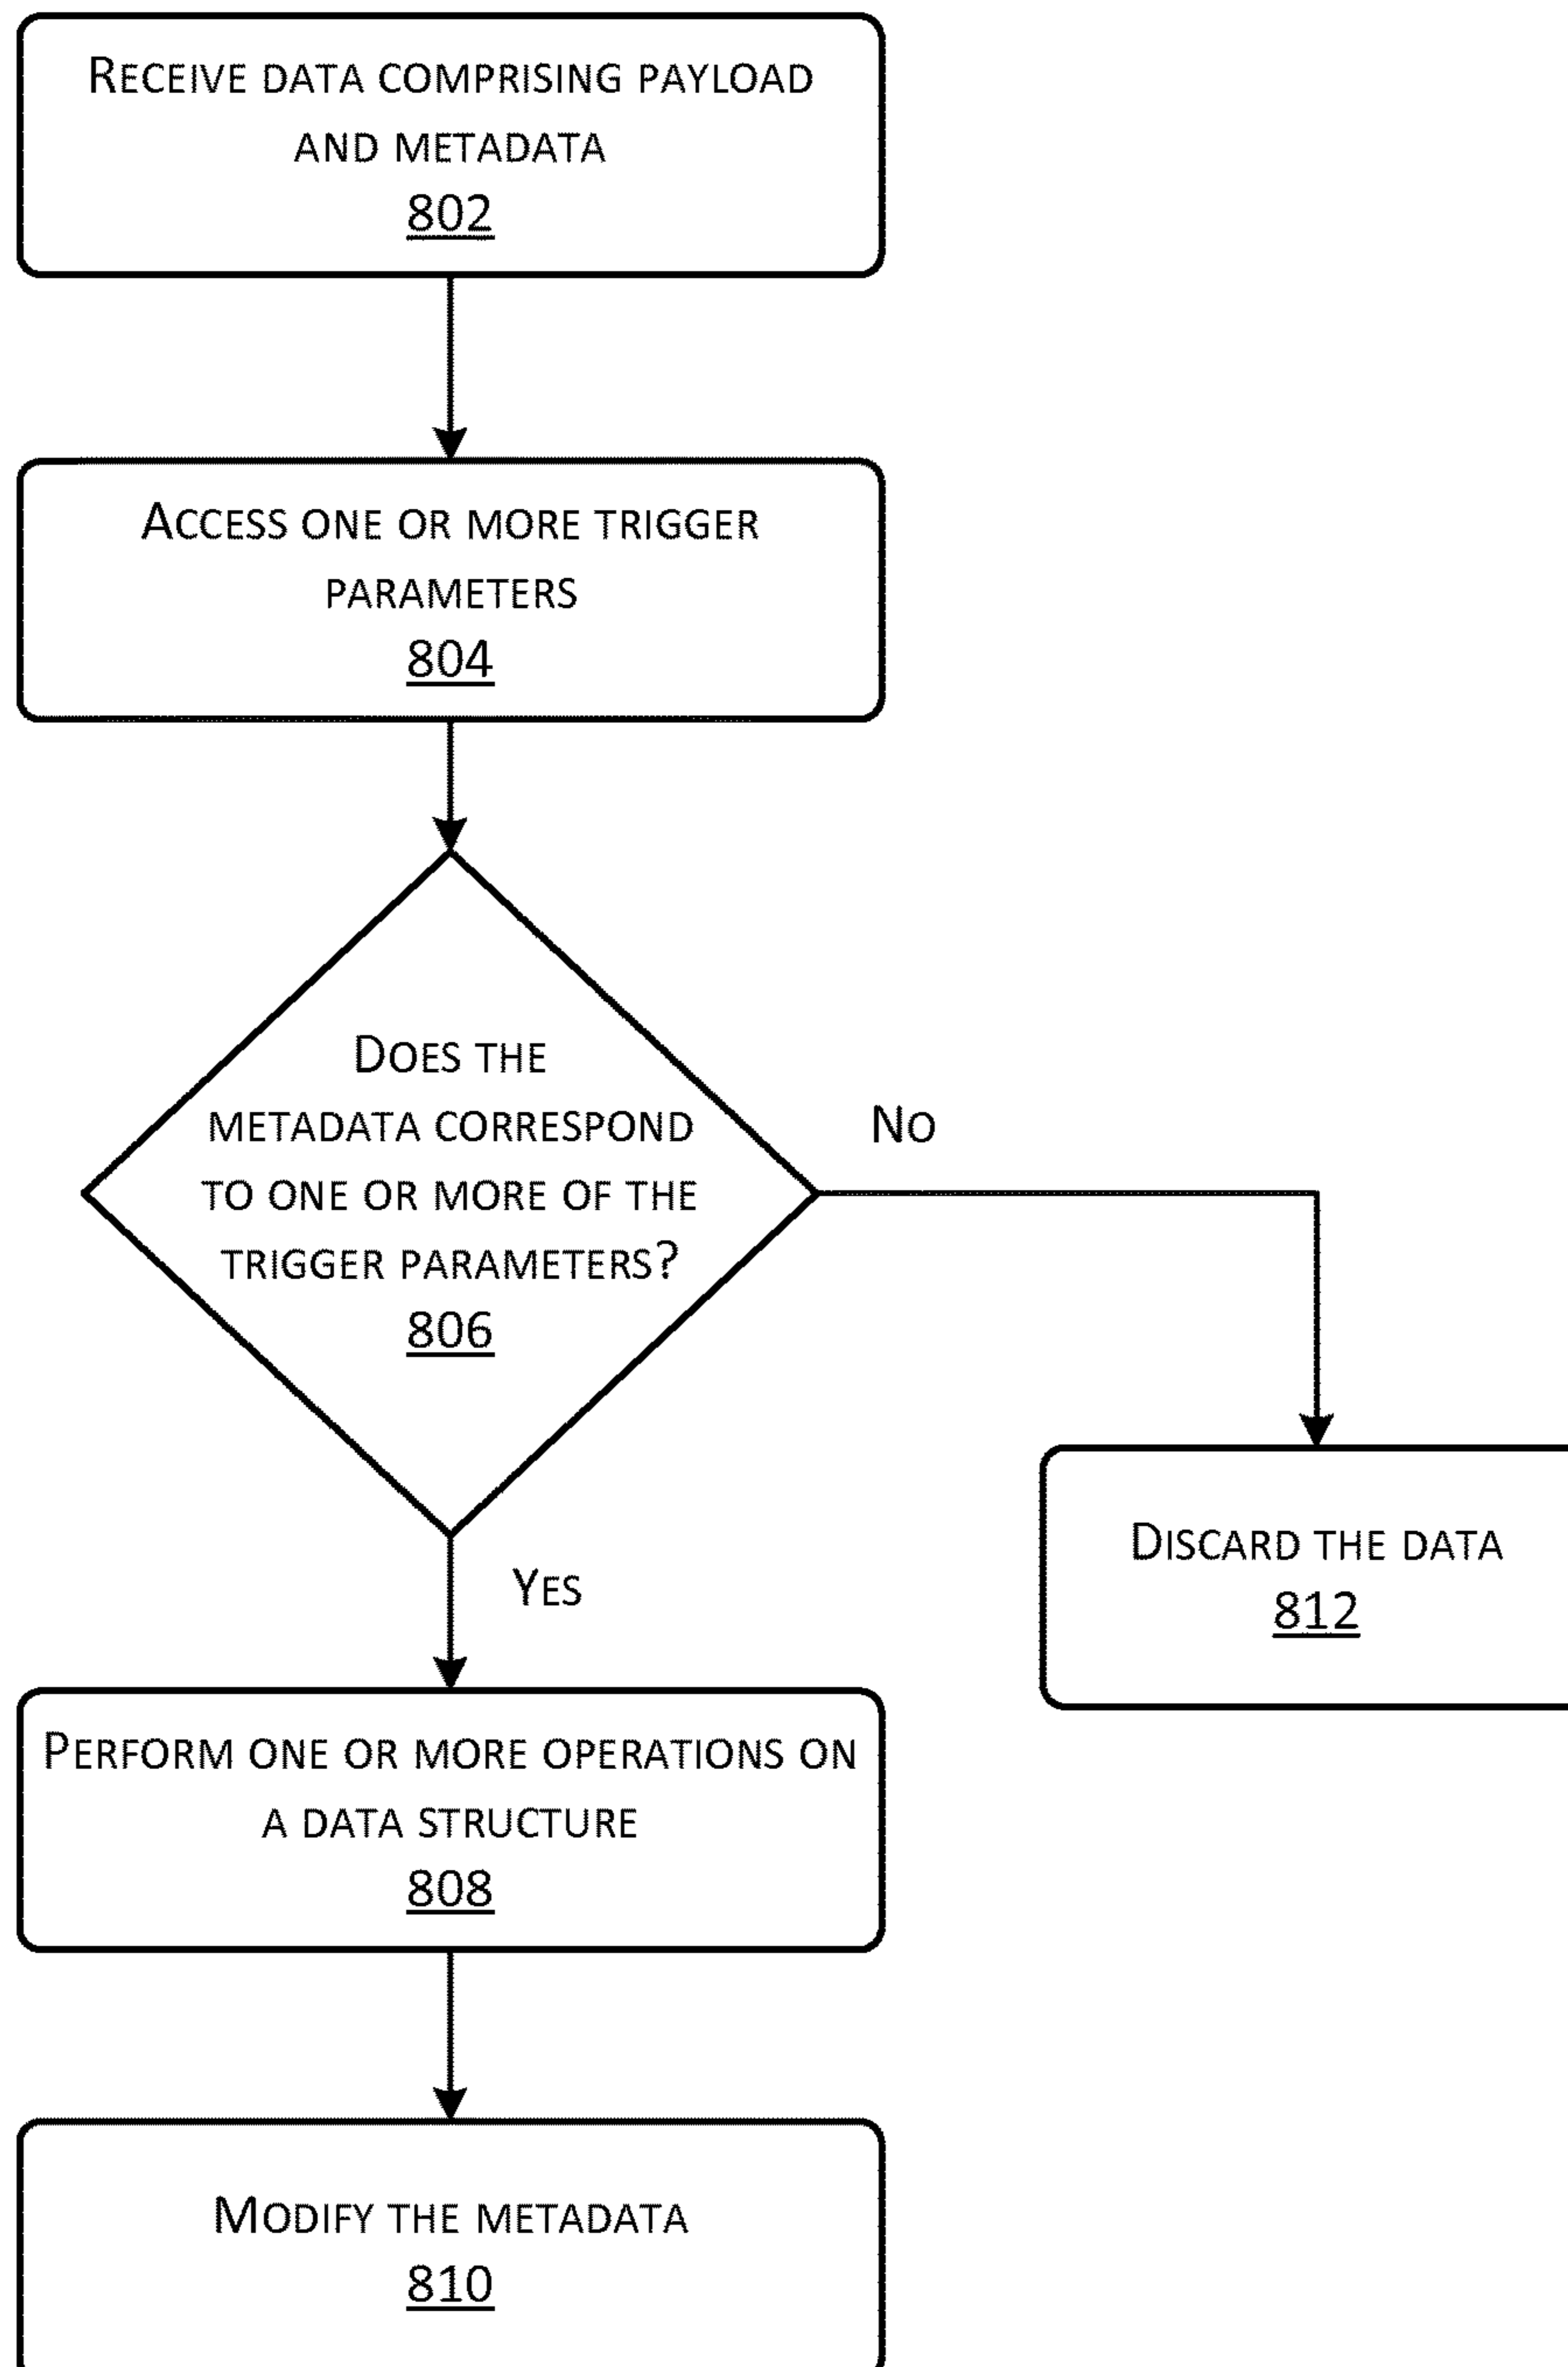 Receive data comprising payload
and metadata
802
Access one or more trigger
parameters
804
Does the
metadata correspond
to one or more of the
trigger parameters?
806
No
Yes
Discard the data
812
Perform one or more operations on
a data structure
808
Modify the metadata
810